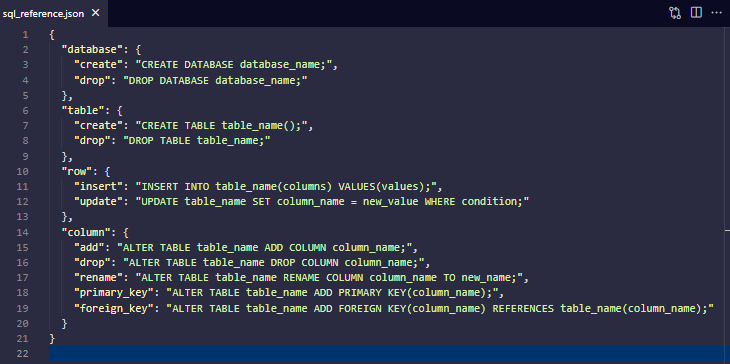 sql_reference.json
1 {
2 "database": {
3 "create": "CREATE DATABASE database_name;",
4 "drop": "DROP DATABASE database_name;"
5 },
6 "table": {
7 "create": "CREATE TABLE table_name();",
8 "drop": "DROP TABLE table_name;"
9 },
10 "row": {
11 "insert": "INSERT INTO table_name(columns) VALUES(values);",
12 "update": "UPDATE table_name SET column_name = new_value WHERE condition;"
13 },
14 "column": {
15 "add": "ALTER TABLE table_name ADD COLUMN column_name;",
16 "drop": "ALTER TABLE table_name DROP COLUMN column_name;",
17 "rename": "ALTER TABLE table_name RENAME COLUMN column_name TO new_name;",
18 "primary_key": "ALTER TABLE table_name ADD PRIMARY KEY(column_name);",
19 "foreign_key": "ALTER TABLE table_name ADD FOREIGN KEY(column_name) REFERENCES table_name(column_name);"
20 }
21 }
22